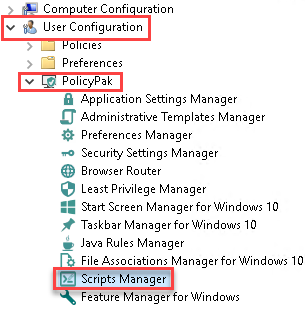 Computer Configuration
User Configuration
Policies
Preferences
PolicyPak
Application Settings Manager
Administrative Templates Manager
Preferences Manager
Security Settings Manager
Browser Router
Least Privilege Manager
Start Screen Manager for Windows 10
Taskbar Manager for Windows 10
Java Rules Manager
File Associations Manager for Windows 10
Scripts Manager
Feature Manager for Windows